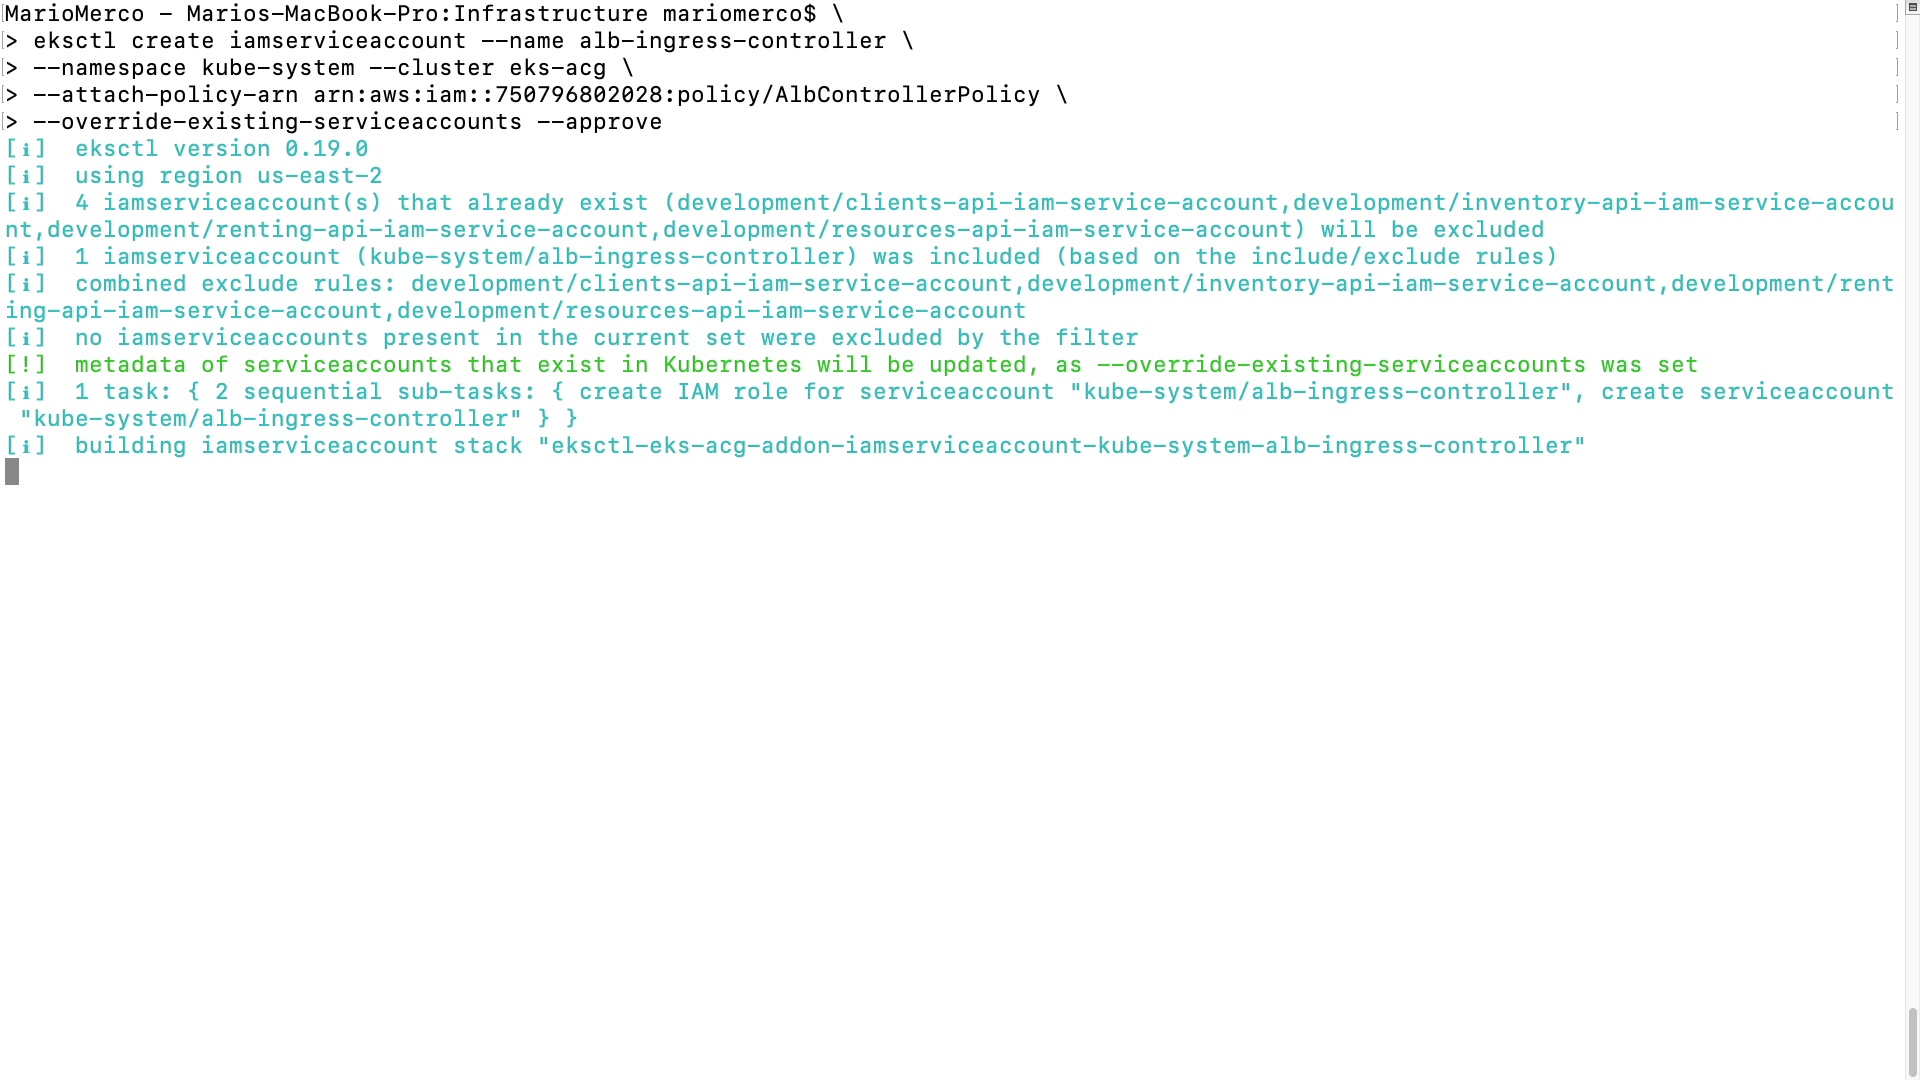 MarioMerco - Marios-MacBook-Pro:Infrastructure mariomerco$ \
> eksctl create iamserviceaccount --name alb-ingress-controller \
> --namespace kube-system --cluster eks-acg \
> --attach-policy-arn arn:aws:iam::750796802028:policy/AlbControllerPolicy \
> --override-existing-serviceaccounts --approve
[ℹ]  eksctl version 0.19.0
[ℹ]  using region us-east-2
[ℹ]  4 iamserviceaccount(s) that already exist (development/clients-api-iam-service-account,development/inventory-api-iam-service-accou
nt,development/renting-api-iam-service-account,development/resources-api-iam-service-account) will be excluded
[ℹ]  1 iamserviceaccount (kube-system/alb-ingress-controller) was included (based on the include/exclude rules)
[ℹ]  combined exclude rules: development/clients-api-iam-service-account,development/inventory-api-iam-service-account,development/rent
ing-api-iam-service-account,development/resources-api-iam-service-account
[ℹ]  no iamserviceaccounts present in the current set were excluded by the filter
[!]  metadata of serviceaccounts that exist in Kubernetes will be updated, as --override-existing-serviceaccounts was set
[ℹ]  1 task: { 2 sequential sub-tasks: { create IAM role for serviceaccount "kube-system/alb-ingress-controller", create serviceaccount
 "kube-system/alb-ingress-controller" } }
[ℹ]  building iamserviceaccount stack "eksctl-eks-acg-addon-iamserviceaccount-kube-system-alb-ingress-controller"